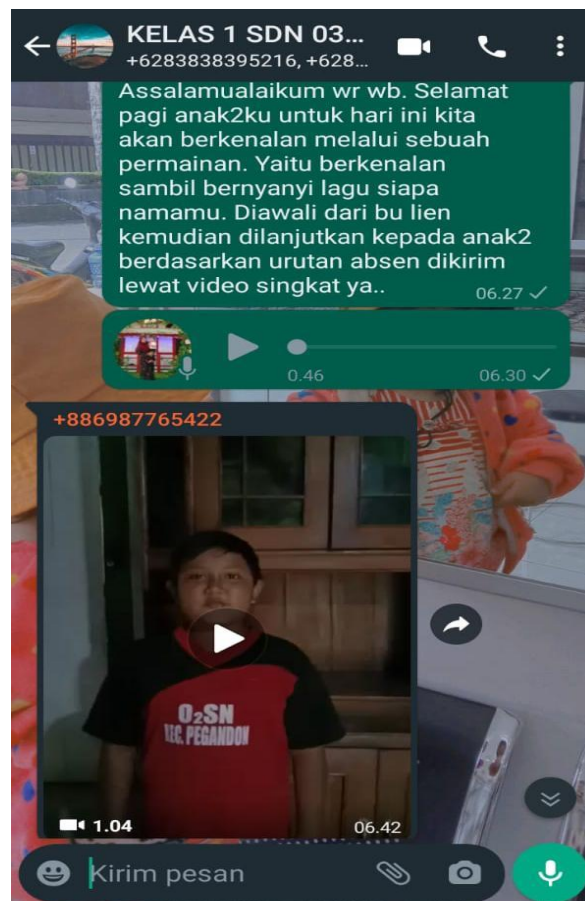 KELAS 1 SDN 03...
+6283838395216, +628...
Assalamualaikum wr wb. Selamat
pagi anak2ku untuk hari ini kita
akan berkenalan melalui sebuah
permainan. Yaitu berkenalan
sambil bernyanyi lagu siapa
namamu. Diawali dari bu lien
kemudian dilanjutkan kepada anak2
berdasarkan urutan absen dikirim
lewat video singkat ya..
06.27
0.46
06.30
+886987765422
O2SN
KEC. PEGANDON
1.04
06.42
Kirim pesan